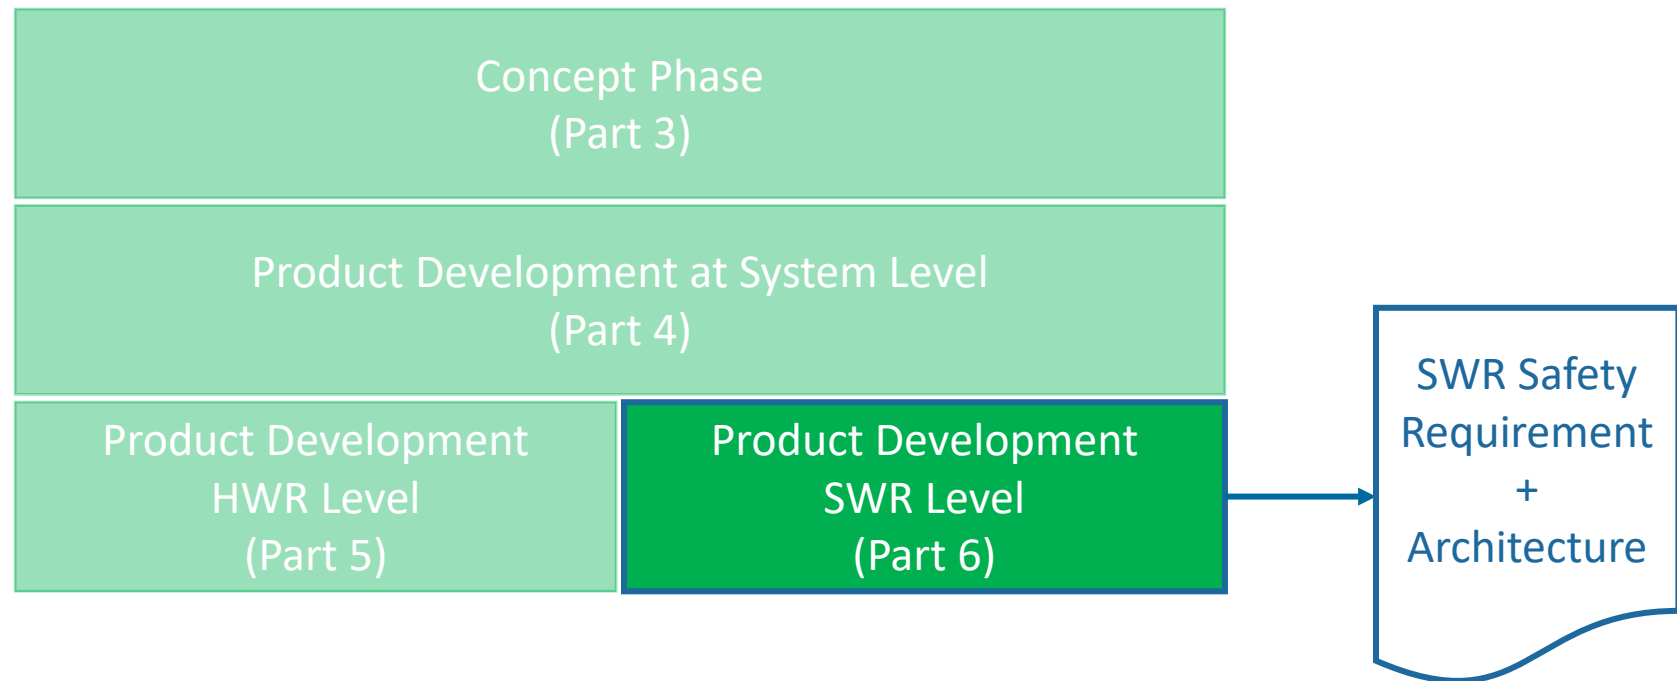 Concept Phase
(Part 3)
Product Development at System Level
(Part 4)
Product Development
HWR Level
(Part 5)
Product Development
SWR Level
(Part 6)
SWR Safety
Requirement
+
Architecture